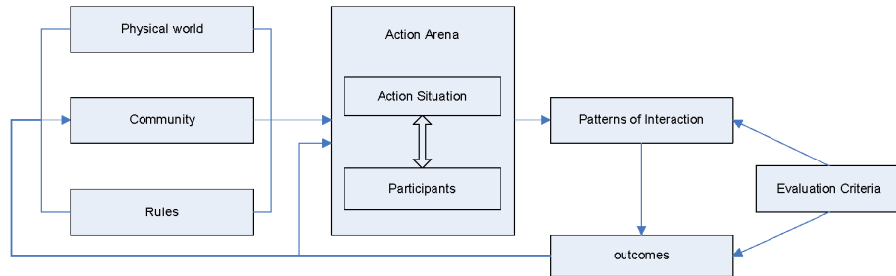 Physical world
Community
Rules
Action Arena
Action Situation
Participants
Patterns of Interaction
Evaluation Criteria
outcomes